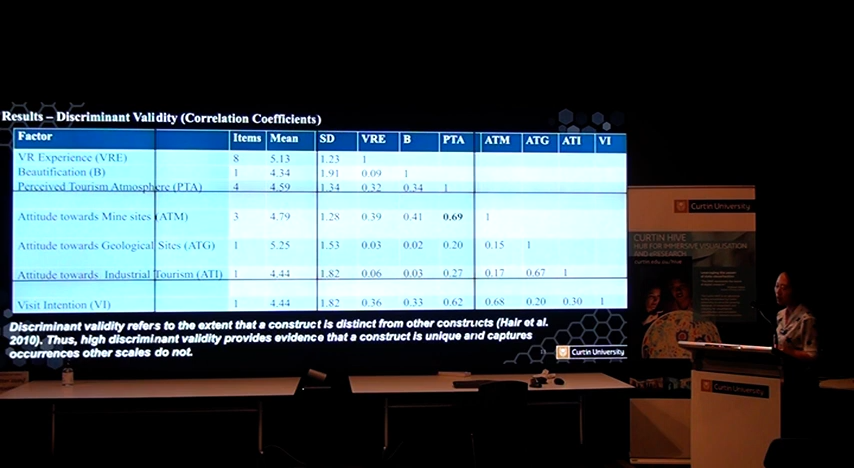 Results – Discriminant Validity (Correlation Coefficients)
Factor Items Mean SD VRE B PTA ATM ATG ATI VI
VR Experience (VRE) 8 5.13 1.23 1
Beautification (B) 1 4.34 1.91 0.09 1
Perceived Tourism Atmosphere (PTA) 4 4.59 1.34 0.32 0.34 1
Attitude towards Mine sites (ATM) 3 4.79 1.28 0.39 0.41 0.69 1
Attitude towards Geological Sites (ATG) 1 5.25 1.53 0.03 0.02 0.20 0.15 1
Attitude towards Industrial Tourism (ATI) 1 4.44 1.82 0.06 0.03 0.27 0.17 0.67 1
Visit Intention (VI) 1 4.44 1.82 0.36 0.33 0.62 0.68 0.20 0.30 1
Discriminant validity refers to the extent that a construct is distinct from other constructs (Hair et al.
2010). Thus, high discriminant validity provides evidence that a construct is unique and captures
occurrences other scales do not.
Curtin University
Curtin University
CURTIN HIVE
HUB FOR IMMERSIVE VISUALISATION
AND eRESEARCH
curtin.edu.au/hive
Curtin University